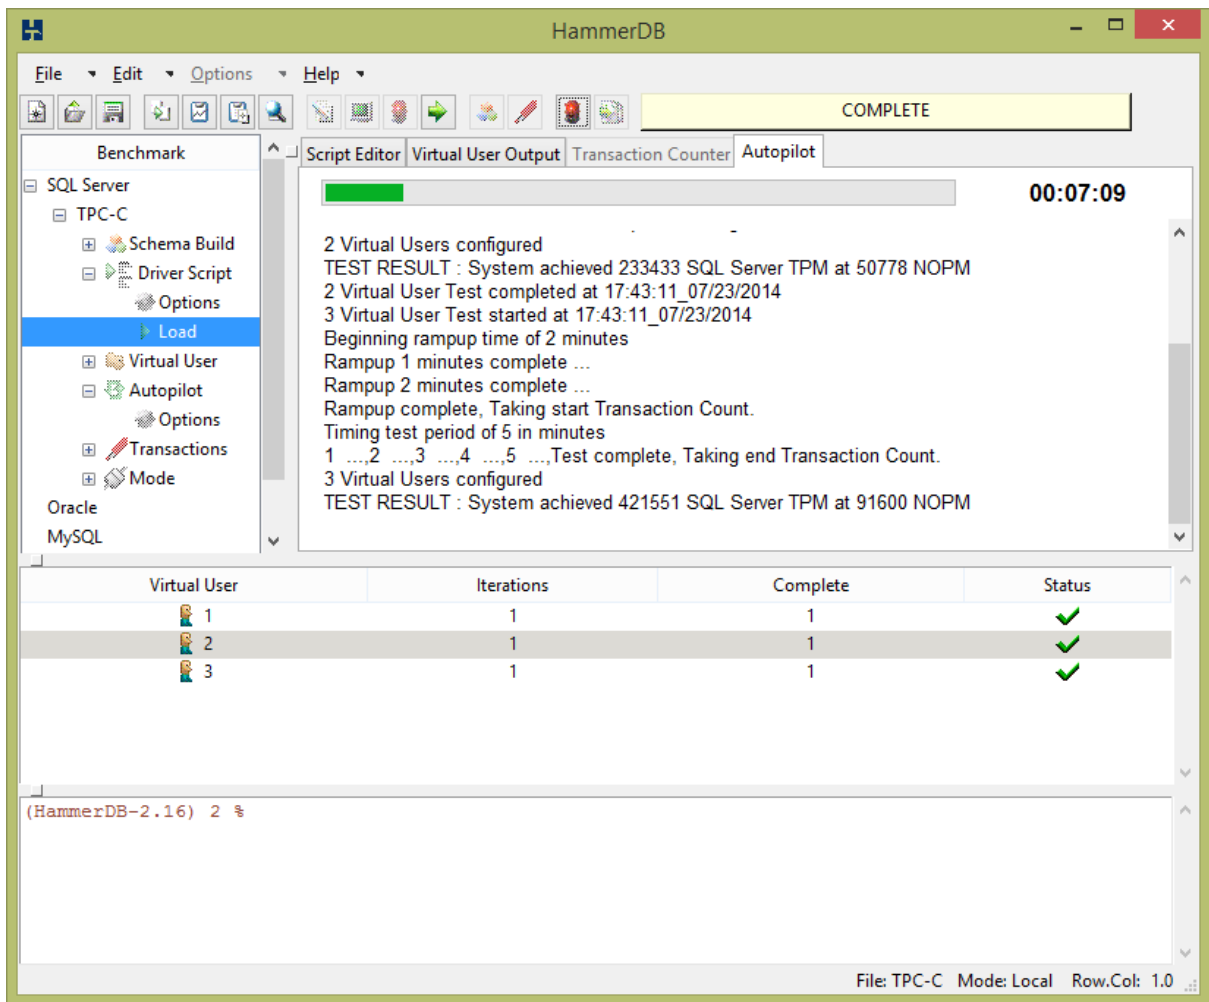 HammerDB
File Edit Options Help
COMPLETE
Benchmark
SQL Server
TPC-C
Schema Build
Driver Script
Options
Load
Virtual User
Autopilot
Options
Transactions
Mode
Oracle
MySQL
Script Editor Virtual User Output Transaction Counter Autopilot
00:07:09
2 Virtual Users configured
TEST RESULT : System achieved 233433 SQL Server TPM at 50778 NOPM
2 Virtual User Test completed at 17:43:11_07/23/2014
3 Virtual User Test started at 17:43:11_07/23/2014
Beginning rampup time of 2 minutes
Rampup 1 minutes complete ...
Rampup 2 minutes complete ...
Rampup complete, Taking start Transaction Count.
Timing test period of 5 in minutes
1 ...,2 ...,3 ...,4 ...,5 ...,Test complete, Taking end Transaction Count.
3 Virtual Users configured
TEST RESULT : System achieved 421551 SQL Server TPM at 91600 NOPM
Virtual User Iterations Complete Status
1 1 1
2 1 1
3 1 1
(HammerDB-2.16) 2 %
File: TPC-C Mode: Local Row.Col: 1.0